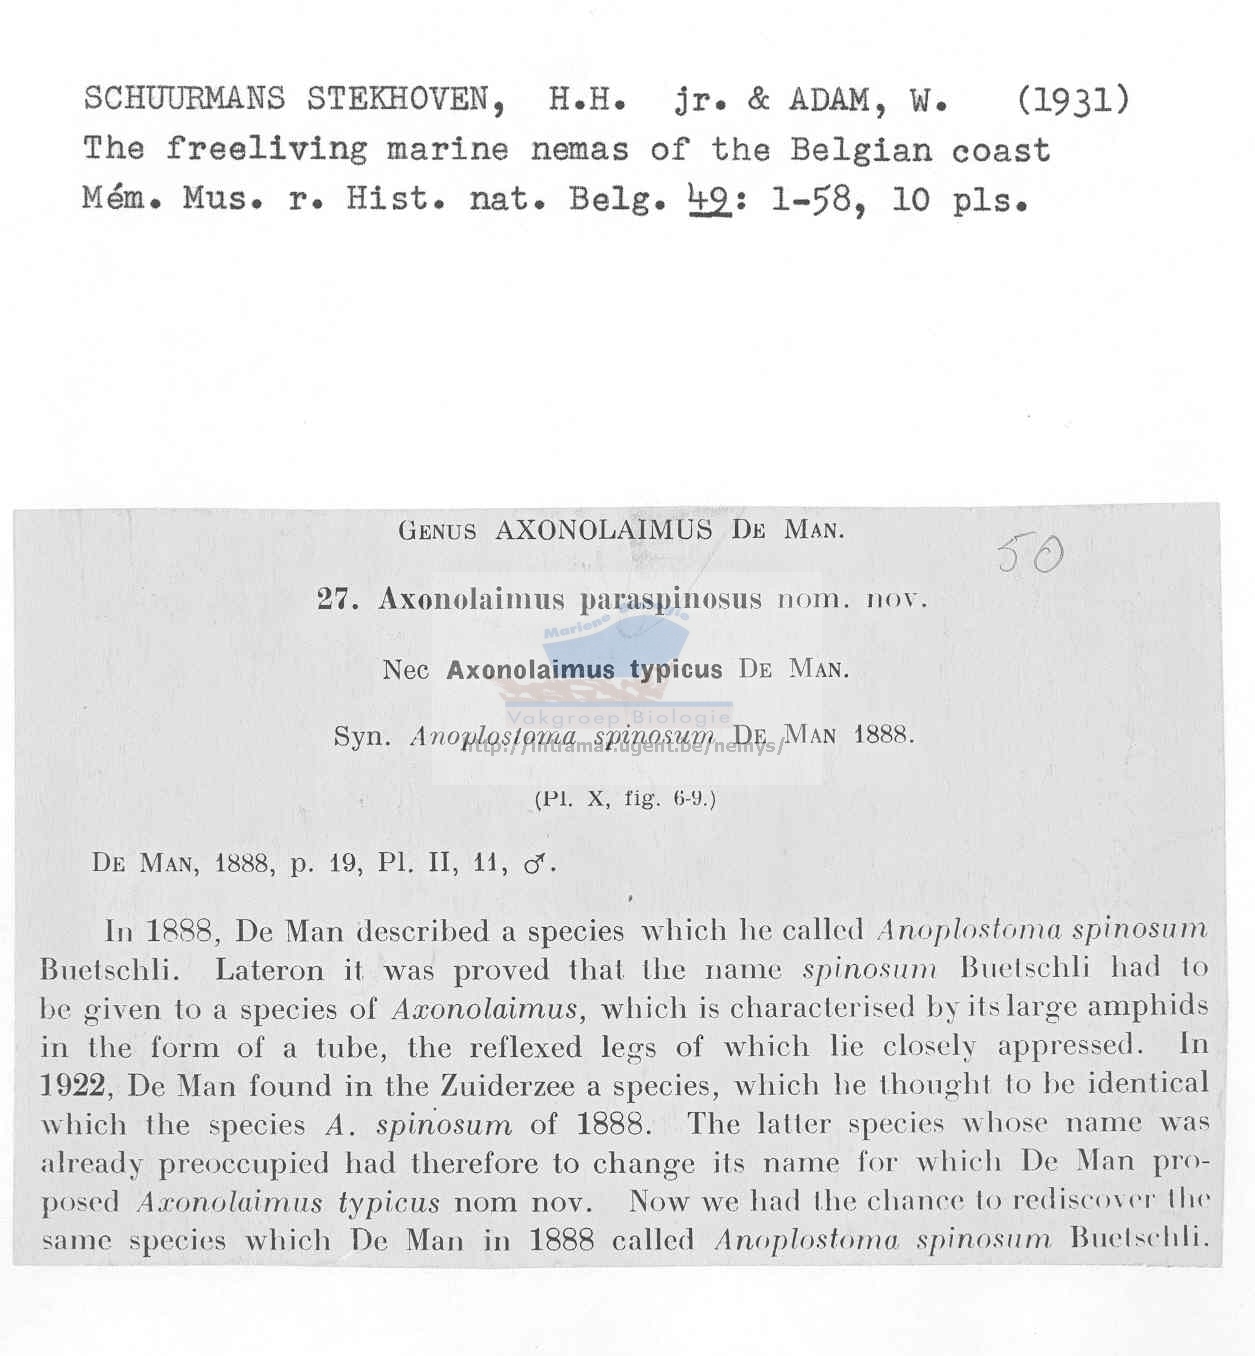 SCHUURMANS STEKHOVEN, H.H. jr. & ADAM, W. (1931)
The freeliving marine nemas of the Belgian coast
Mém. Mus. r. Hist. nat. Belg. 49: 1-58, 10 pls.
GENUS AXONOLAIMUS DE MAN.
50
27. Axonolaimus paraspinosus nom. nov.
Mariene Biologie
Nec Axonolaimus typicus DE MAN.
Vakgroep Biologie
Syn. Anoplostoma spinosum DE MAN 1888.
http://intramar.ugent.be/nemys/
(Pl. X, fig. 6-9.)
DE MAN, 1888, p. 19, Pl. II, 11, ♂.
In 1888, De Man described a species which he called Anoplostoma spinosum
Buetschli. Lateron it was proved that the name spinosum Buetschli had to
be given to a species of Axonolaimus, which is characterised by its large amphids
in the form of a tube, the reflexed legs of which lie closely appressed. In
1922, De Man found in the Zuiderzee a species, which he thought to be identical
which the species A. spinosum of 1888. The latter species whose name was
already preoccupied had therefore to change its name for which De Man pro-
posed Axonolaimus typicus nom nov. Now we had the chance to rediscover the
same species which De Man in 1888 called Anoplostoma spinosum Buetschli.